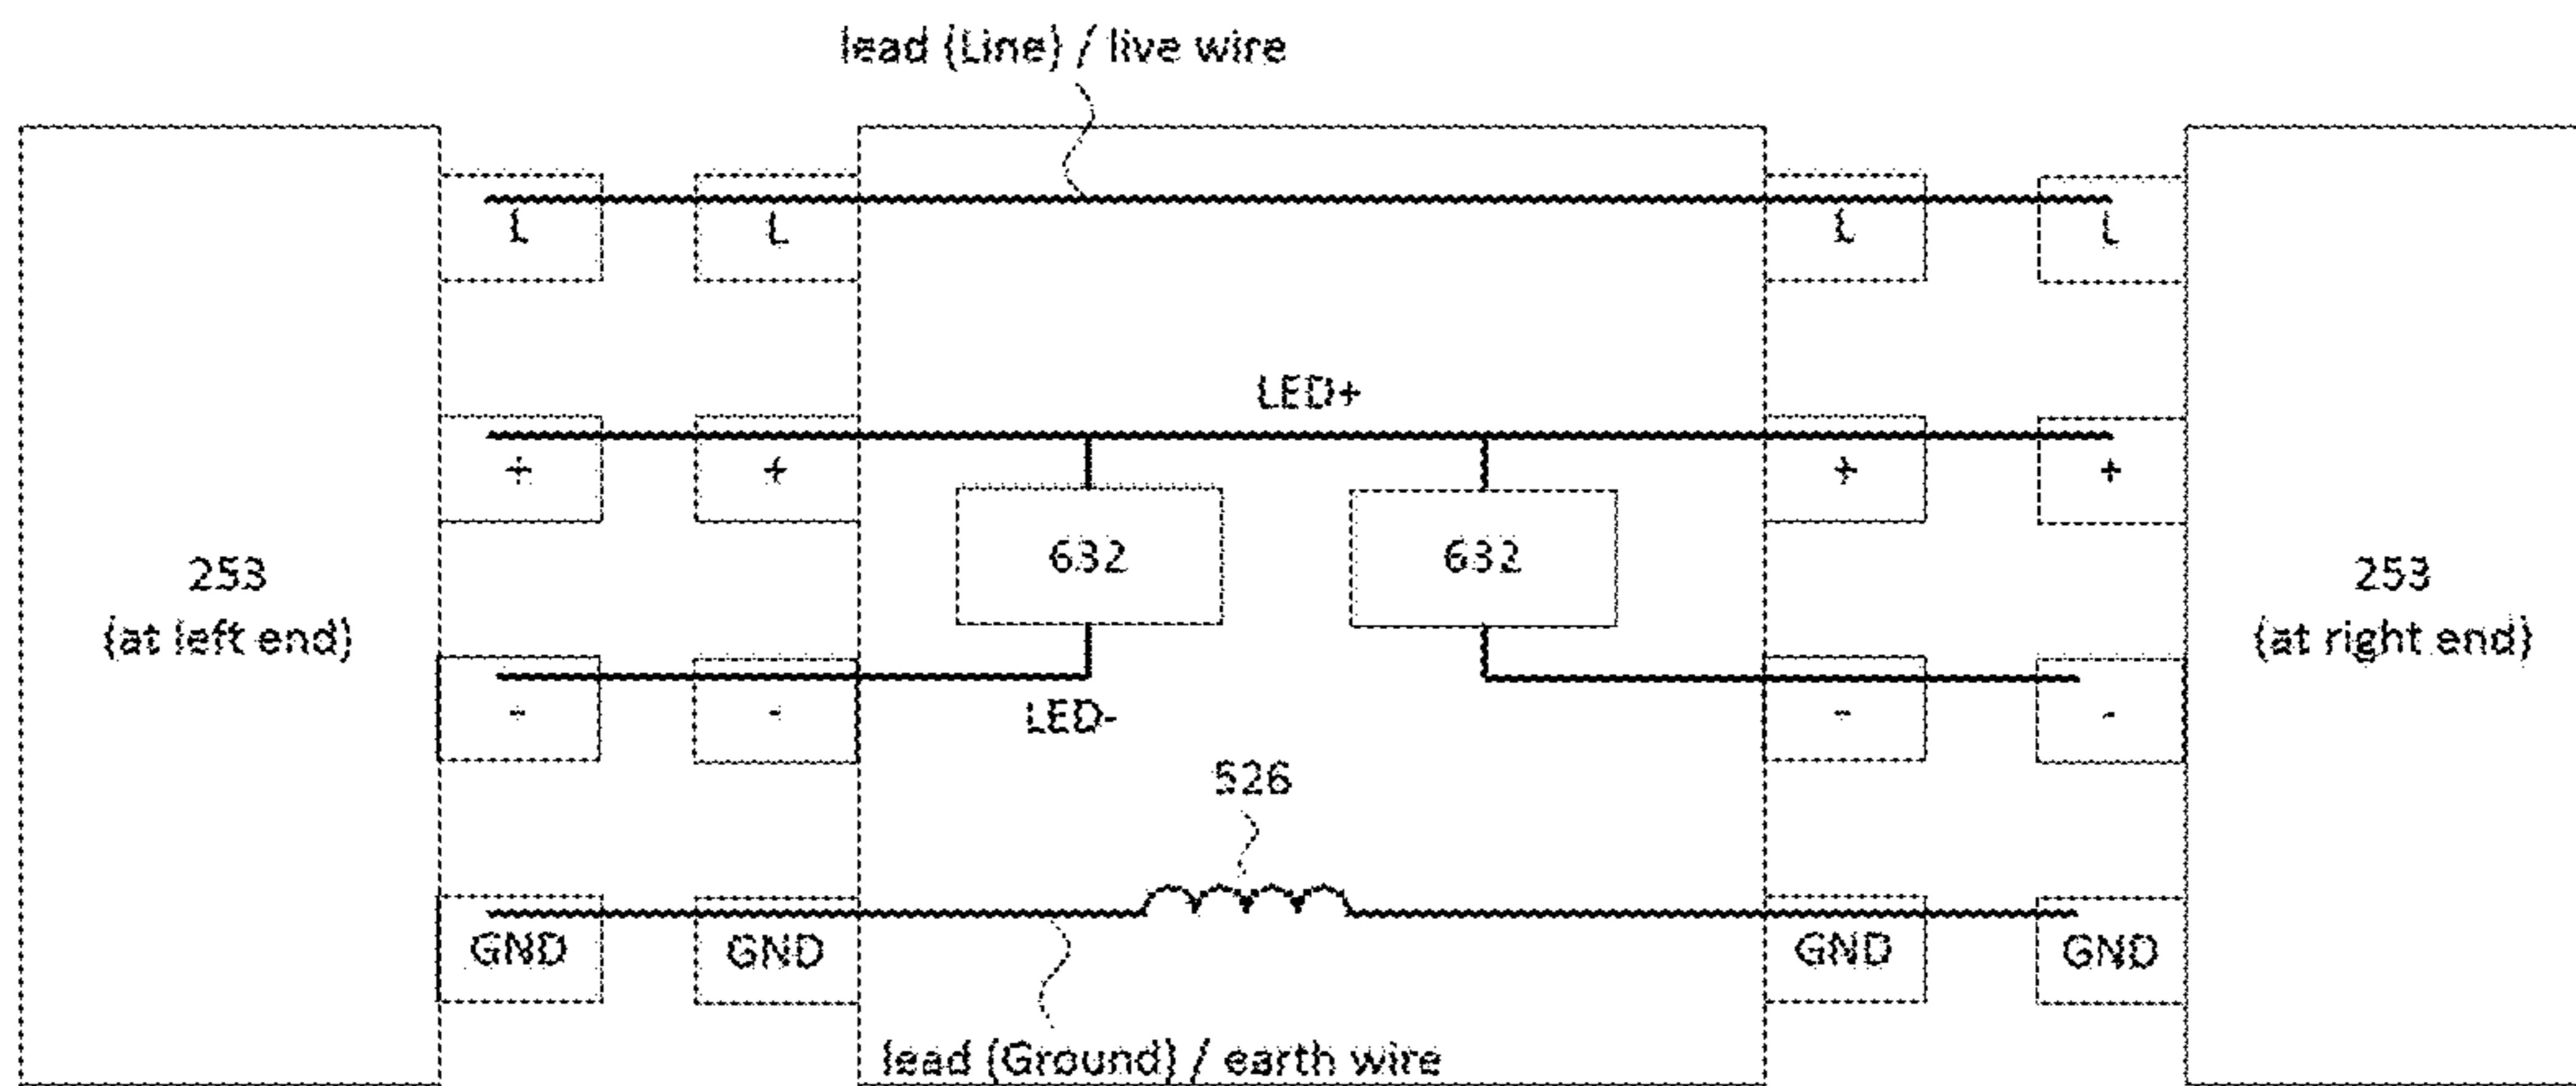 lead (Line) / live wire
L L L L
LED+
+ + + +
632 632
253
(at left end)
253
(at right end)
- - - -
LED-
526
GND GND GND GND
lead (Ground) / earth wire